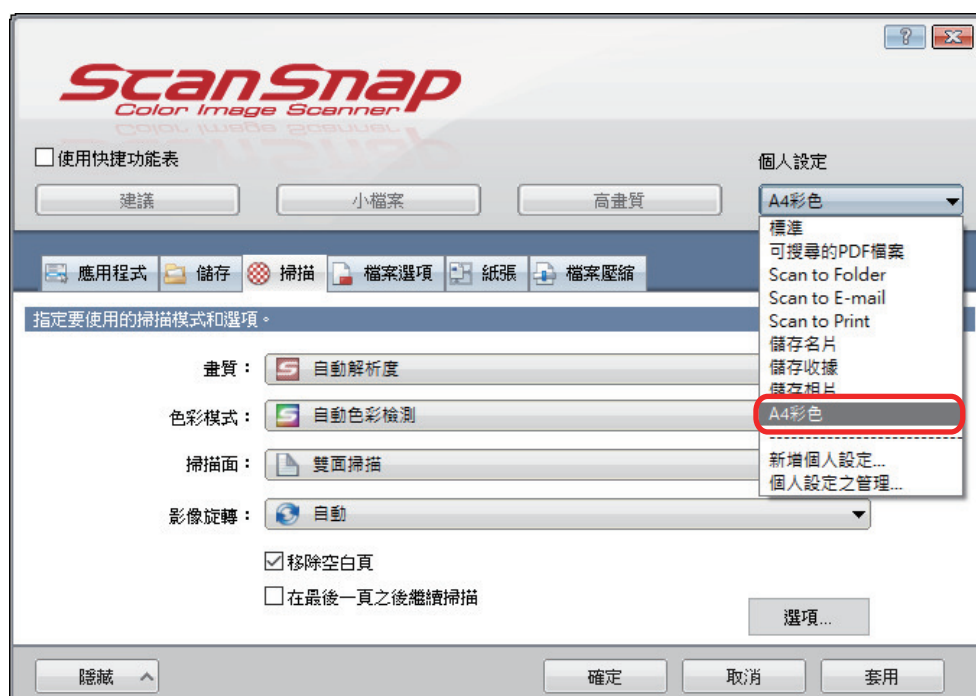 ?
ScanSnap
Color Image Scanner
使用快捷功能表
個人設定
建議
小檔案
高畫質
A4彩色
標準
可搜尋的PDF檔案
Scan to Folder
Scan to E-mail
Scan to Print
儲存名片
儲存收據
儲存相片
A4彩色
新增個人設定...
個人設定之管理...
應用程式
儲存
掃描
檔案選項
紙張
檔案壓縮
指定要使用的掃描模式和選項。
畫質：
自動解析度
色彩模式：
自動色彩檢測
掃描面：
雙面掃描
影像旋轉：
自動
移除空白頁
在最後一頁之後繼續掃描
選項...
隱藏
確定
取消
套用